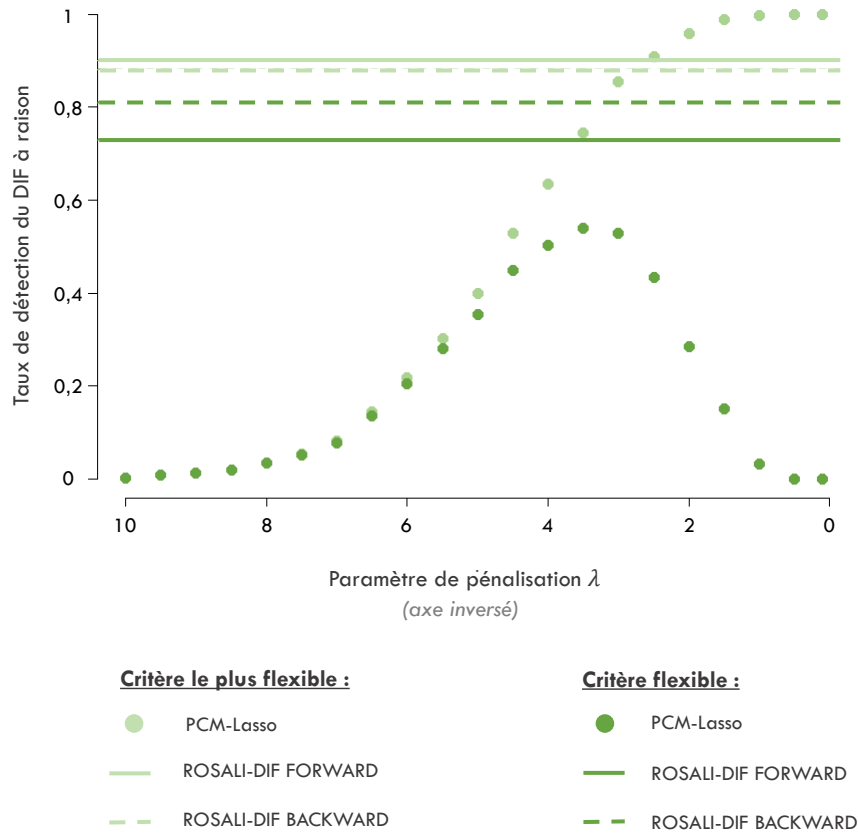 Taux de détection du DIF à raison
1
0,8
0,6
0,4
0,2
0
10
8
6
4
2
0
Paramètre de pénalisation λ
(axe inversé)
Critère le plus flexible :
PCM-Lasso
ROSALI-DIF FORWARD
ROSALI-DIF BACKWARD
Critère flexible :
PCM-Lasso
ROSALI-DIF FORWARD
ROSALI-DIF BACKWARD